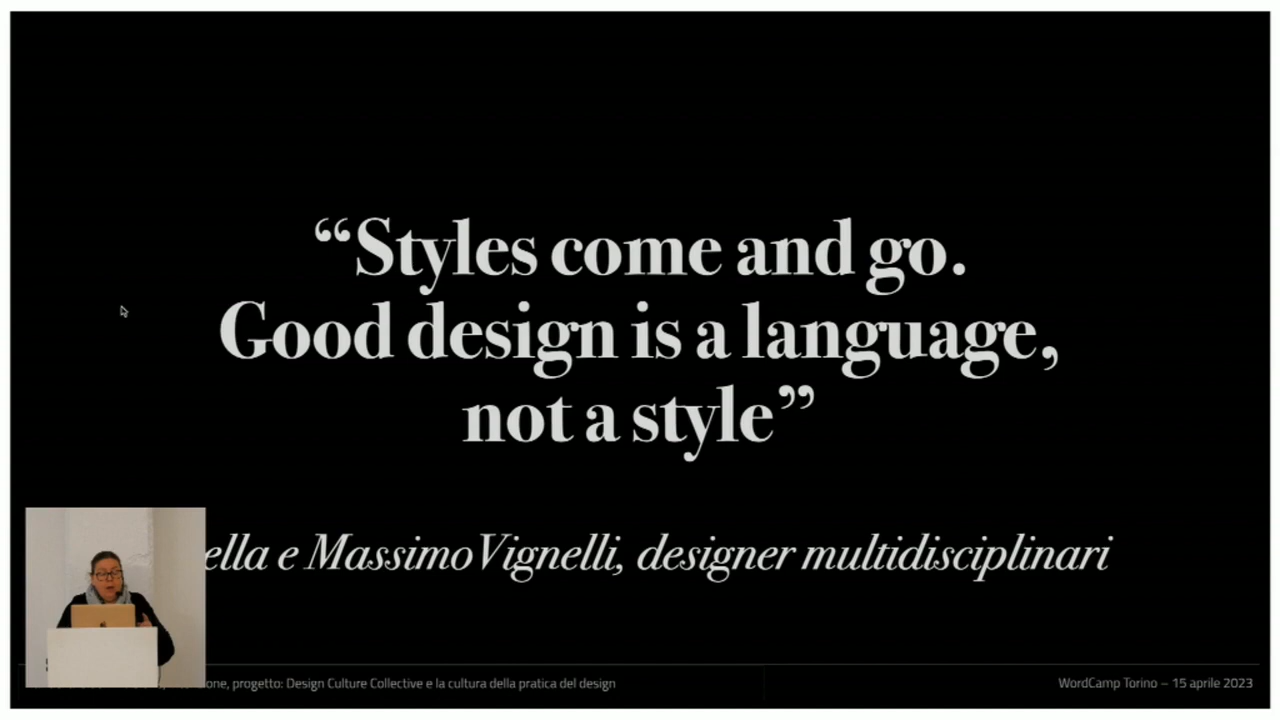 “Styles come and go.
Good design is a language,
not a style”
ella e Massimo Vignelli, designer multidisciplinari
one, progetto: Design Culture Collective e la cultura della pratica del design
WordCamp Torino – 15 aprile 2023